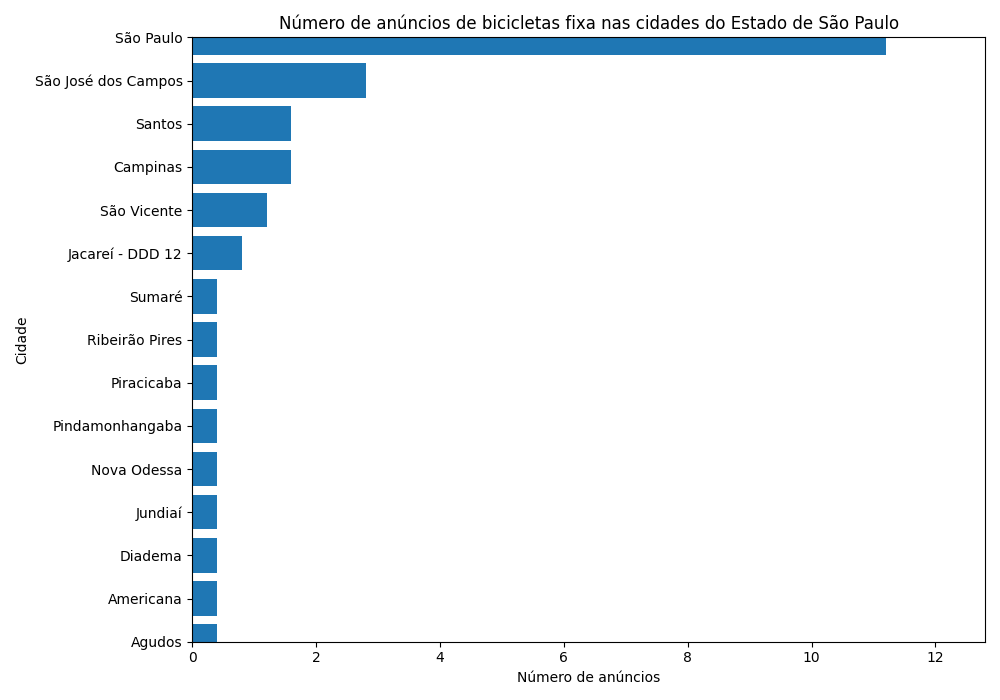 Número de anúncios de bicicletas fixa nas cidades do Estado de São Paulo
São Paulo
São José dos Campos
Santos
Campinas
São Vicente
Jacareí - DDD 12
Sumaré
Ribeirão Pires
Piracicaba
Pindamonhangaba
Nova Odessa
Jundiaí
Diadema
Americana
Agudos
Cidade
0 2 4 6 8 10 12
Número de anúncios